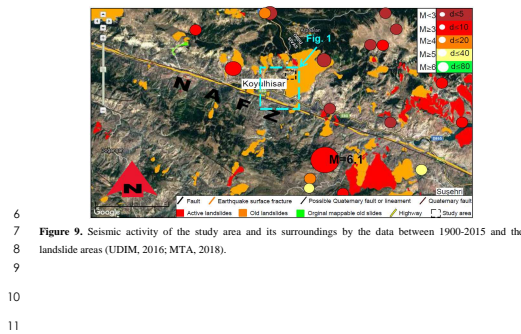 M<3 d<5
M≥3 d≤10
M≥4 d≤20
M≥5 d≤40
M≥6 d≤80
Fig. 1
Koyulhisar
N A F Z
M=6.1
Suşehri
N
Google
Fault Earthquake surface fracture Possible Quaternary fault or lineament Quaternary fault
Active landslides Old landslides Orginal mappable old slides Highway Study area
6
7 Figure 9. Seismic activity of the study area and its surroundings by the data between 1900-2015 and the
8 landslide areas (UDIM, 2016; MTA, 2018).
9
10
11